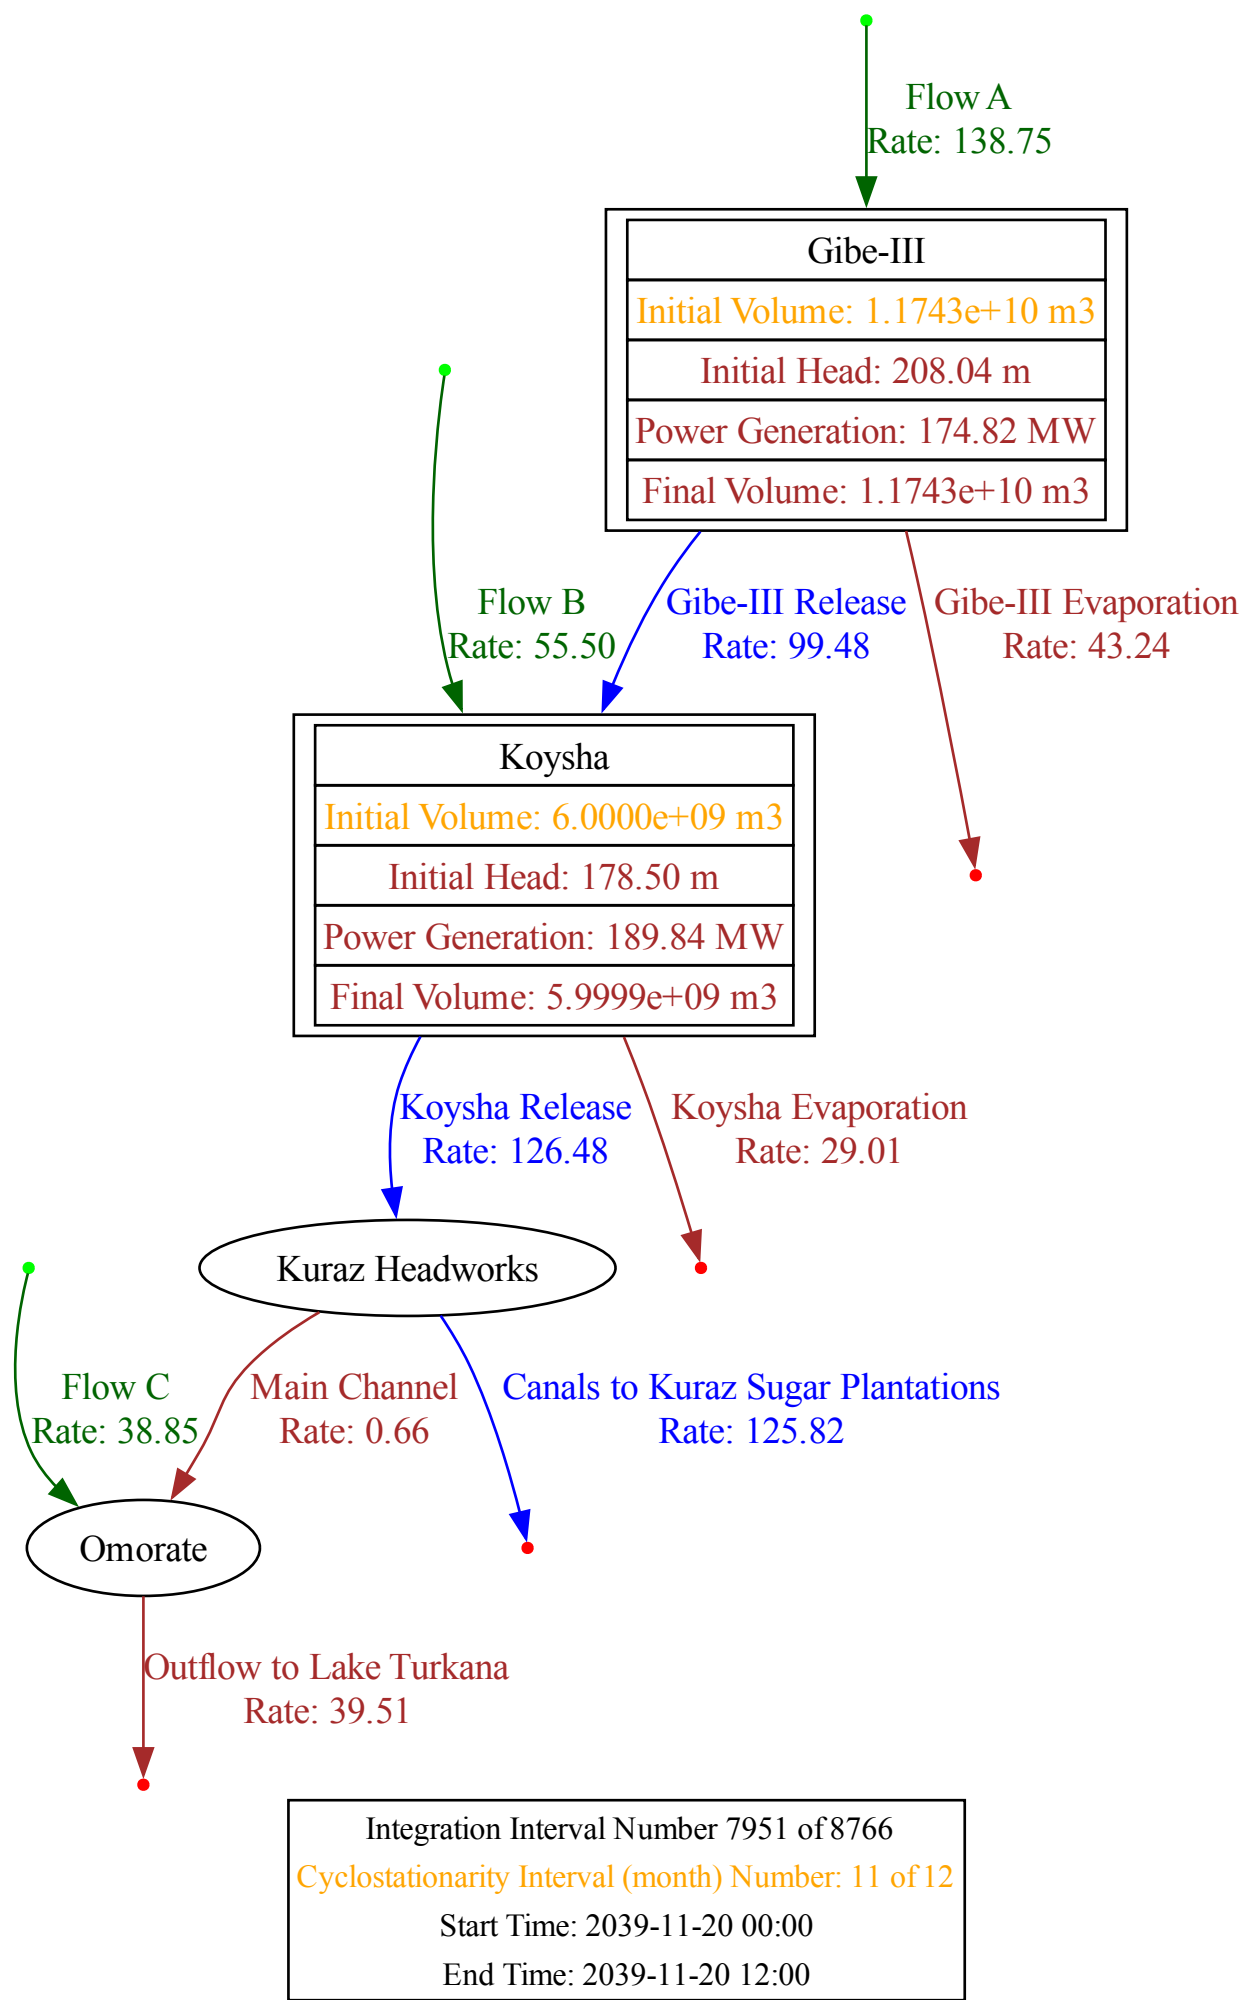 Flow A
Rate: 138.75
Gibe-III
Initial Volume: 1.1743e+10 m3
Initial Head: 208.04 m
Power Generation: 174.82 MW
Final Volume: 1.1743e+10 m3
Flow B
Rate: 55.50
Gibe-III Release
Rate: 99.48
Gibe-III Evaporation
Rate: 43.24
Koysha
Initial Volume: 6.0000e+09 m3
Initial Head: 178.50 m
Power Generation: 189.84 MW
Final Volume: 5.9999e+09 m3
Koysha Release
Rate: 126.48
Koysha Evaporation
Rate: 29.01
Kuraz Headworks
Flow C
Rate: 38.85
Main Channel
Rate: 0.66
Canals to Kuraz Sugar Plantations
Rate: 125.82
Omorate
Outflow to Lake Turkana
Rate: 39.51
Integration Interval Number 7951 of 8766
Cyclostationarity Interval (month) Number: 11 of 12
Start Time: 2039-11-20 00:00
End Time: 2039-11-20 12:00